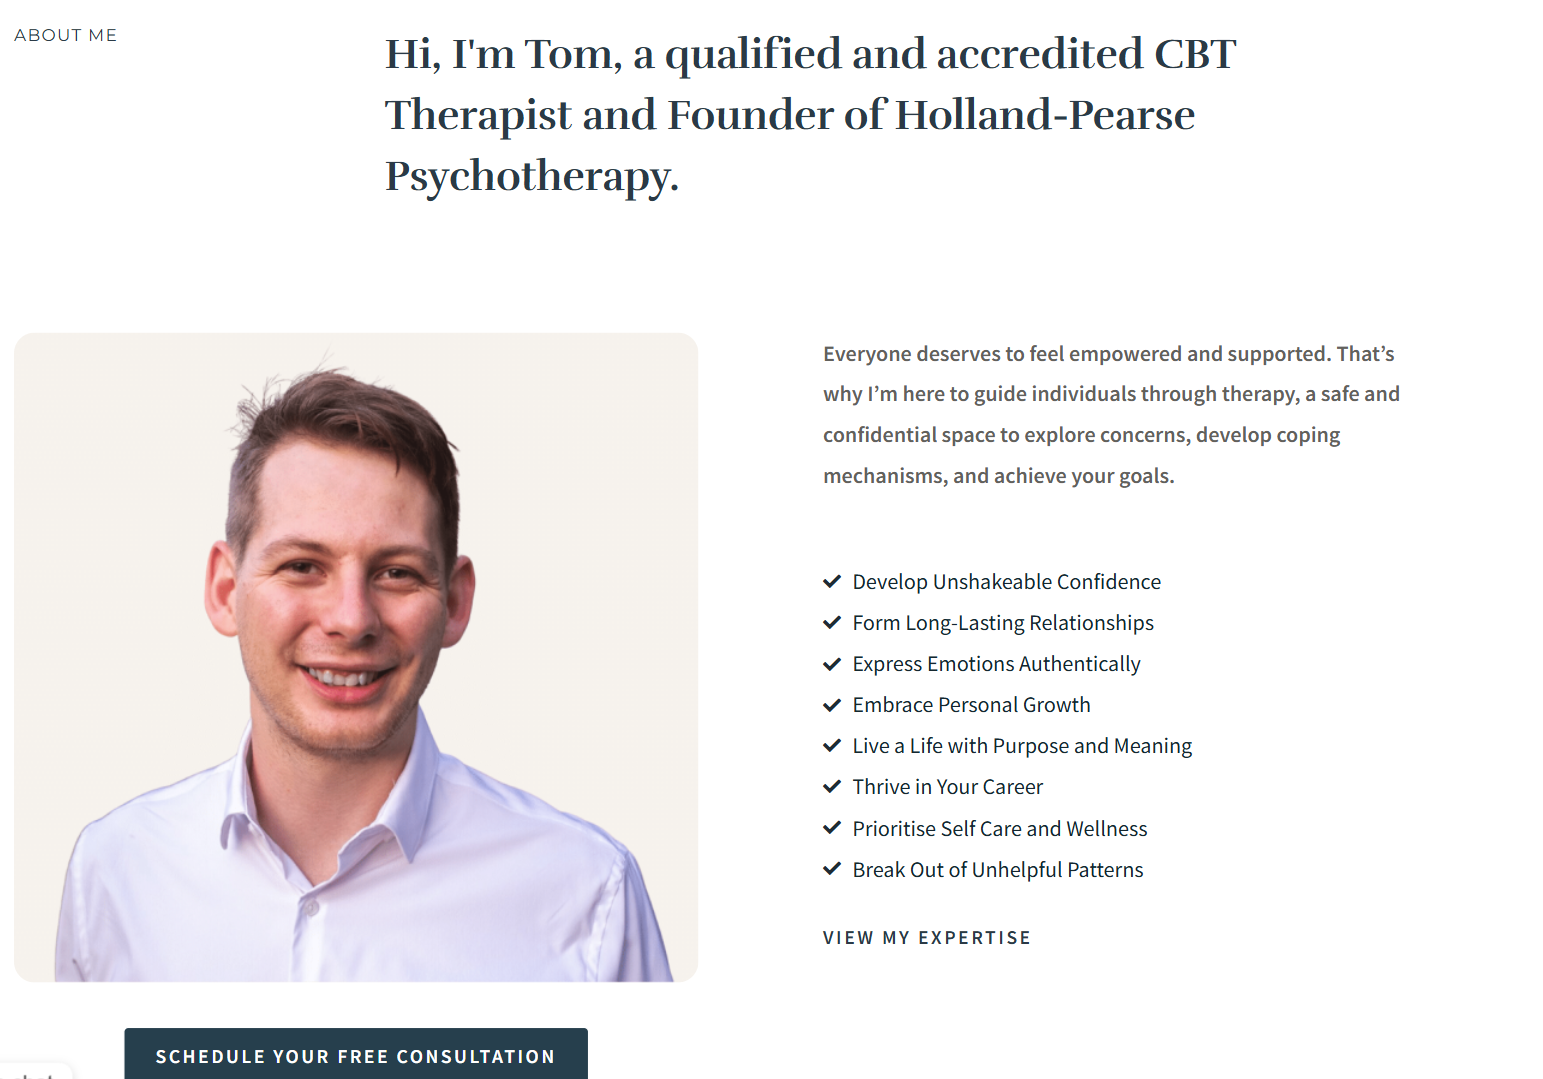 ABOUT ME
Hi, I'm Tom, a qualified and accredited CBT
Therapist and Founder of Holland-Pearse
Psychotherapy.
Everyone deserves to feel empowered and supported. That’s
why I’m here to guide individuals through therapy, a safe and
confidential space to explore concerns, develop coping
mechanisms, and achieve your goals.
Develop Unshakeable Confidence
Form Long-Lasting Relationships
Express Emotions Authentically
Embrace Personal Growth
Live a Life with Purpose and Meaning
Thrive in Your Career
Prioritise Self Care and Wellness
Break Out of Unhelpful Patterns
VIEW MY EXPERTISE
SCHEDULE YOUR FREE CONSULTATION